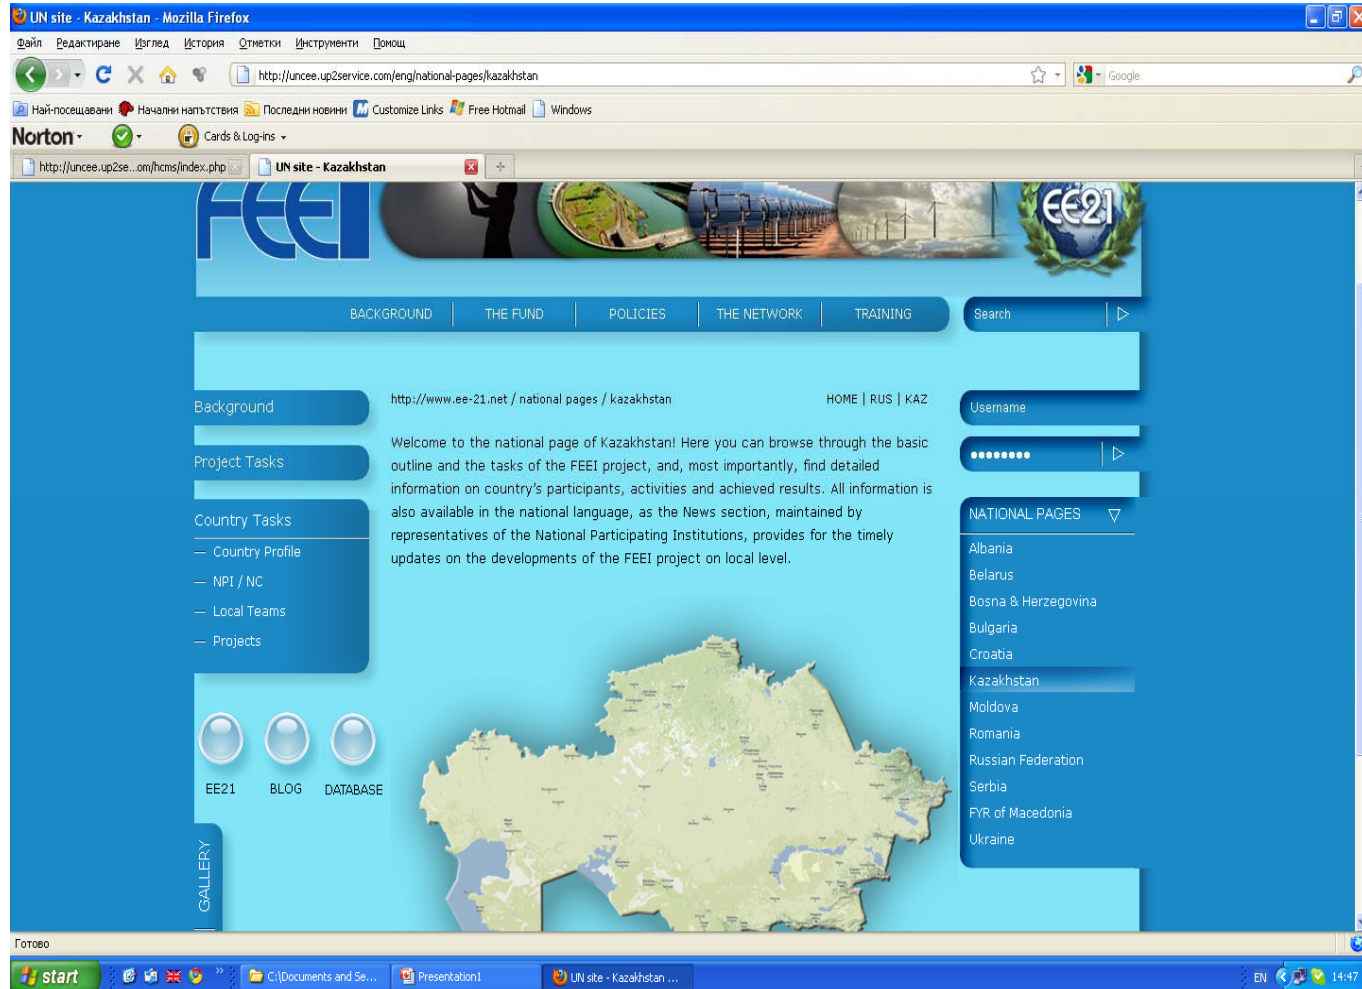 UN site - Kazakhstan - Mozilla Firefox
Файл Редактиране Изглед История Отметки Инструменти Помощ
http://uncee.up2service.com/eng/national-pages/kazakhstan
Google
Най-посещавани Начални напътствия Последни новини Customize Links Free Hotmail Windows
Norton Cards & Log-ins
http://uncee.up2se...om/hcms/index.php UN site - Kazakhstan
FEEI
EE21
BACKGROUND THE FUND POLICIES THE NETWORK TRAINING Search
http://www.ee-21.net / national pages / kazakhstan HOME | RUS | KAZ
Background
Project Tasks
Country Tasks
— Country Profile
— NPI / NC
— Local Teams
— Projects
Welcome to the national page of Kazakhstan! Here you can browse through the basic
outline and the tasks of the FEEI project, and, most importantly, find detailed
information on country's participants, activities and achieved results. All information is
also available in the national language, as the News section, maintained by
representatives of the National Participating Institutions, provides for the timely
updates on the developments of the FEEI project on local level.
Username
NATIONAL PAGES
Albania
Belarus
Bosna & Herzegovina
Bulgaria
Croatia
Kazakhstan
Moldova
Romania
Russian Federation
Serbia
FYR of Macedonia
Ukraine
EE21 BLOG DATABASE
GALLERY
Готово
start C:\Documents and Se... Presentation1 UN site - Kazakhstan ... EN 14:47